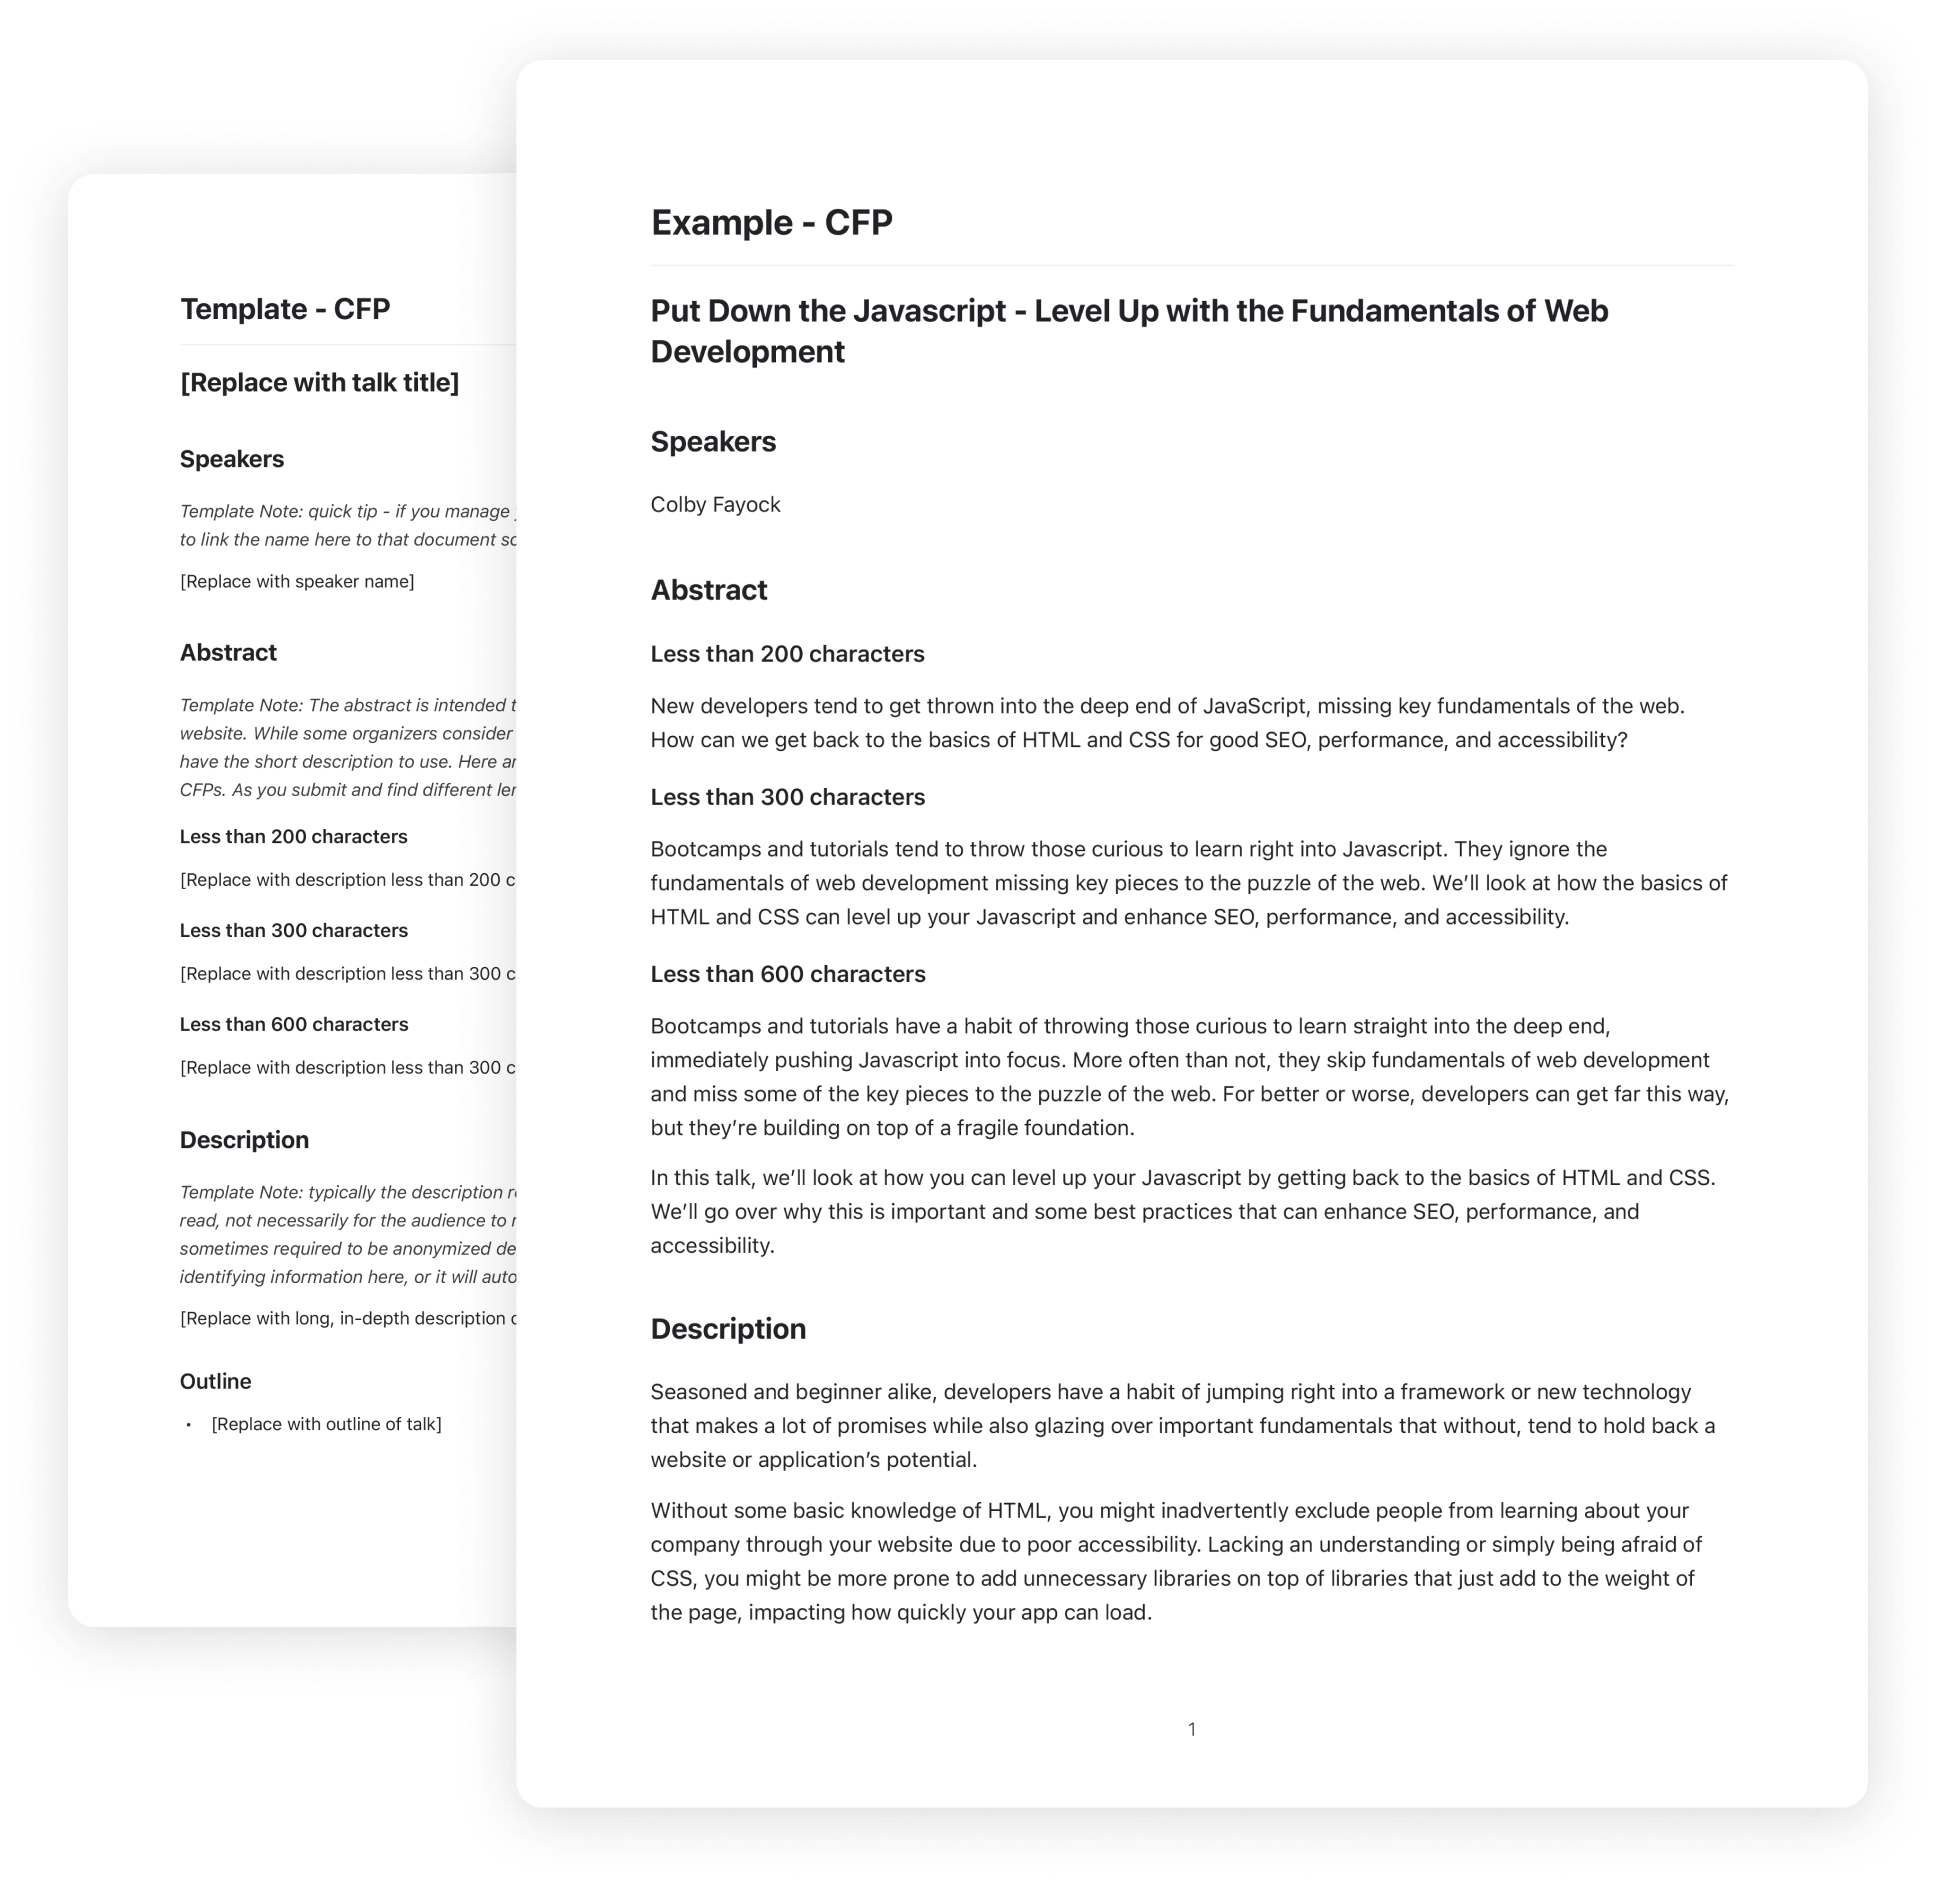 Template - CFP
[Replace with talk title]
Speakers
Template Note: quick tip - if you manage
to link the name here to that document
[Replace with speaker name]
Abstract
Template Note: The abstract is intended
website. While some organizers consider
have the short description to use. Here
CFPs. As you submit and find different
Less than 200 characters
[Replace with description less than 200
Less than 300 characters
[Replace with description less than 300
Less than 600 characters
[Replace with description less than 300
Description
Template Note: typically the description
read, not necessarily for the audience to
sometimes required to be anonymized
identifying information here, or it will
[Replace with long, in-depth description
Outline
• [Replace with outline of talk]
Example - CFP
Put Down the Javascript - Level Up with the Fundamentals of Web
Development
Speakers
Colby Fayock
Abstract
Less than 200 characters
New developers tend to get thrown into the deep end of JavaScript, missing key fundamentals of the web.
How can we get back to the basics of HTML and CSS for good SEO, performance, and accessibility?
Less than 300 characters
Bootcamps and tutorials tend to throw those curious to learn right into Javascript. They ignore the
fundamentals of web development missing key pieces to the puzzle of the web. We’ll look at how the basics of
HTML and CSS can level up your Javascript and enhance SEO, performance, and accessibility.
Less than 600 characters
Bootcamps and tutorials have a habit of throwing those curious to learn straight into the deep end,
immediately pushing Javascript into focus. More often than not, they skip fundamentals of web development
and miss some of the key pieces to the puzzle of the web. For better or worse, developers can get far this way,
but they’re building on top of a fragile foundation.
In this talk, we’ll look at how you can level up your Javascript by getting back to the basics of HTML and CSS.
We’ll go over why this is important and some best practices that can enhance SEO, performance, and
accessibility.
Description
Seasoned and beginner alike, developers have a habit of jumping right into a framework or new technology
that makes a lot of promises while also glazing over important fundamentals that without, tend to hold back a
website or application’s potential.
Without some basic knowledge of HTML, you might inadvertently exclude people from learning about your
company through your website due to poor accessibility. Lacking an understanding or simply being afraid of
CSS, you might be more prone to add unnecessary libraries on top of libraries that just add to the weight of
the page, impacting how quickly your app can load.
1